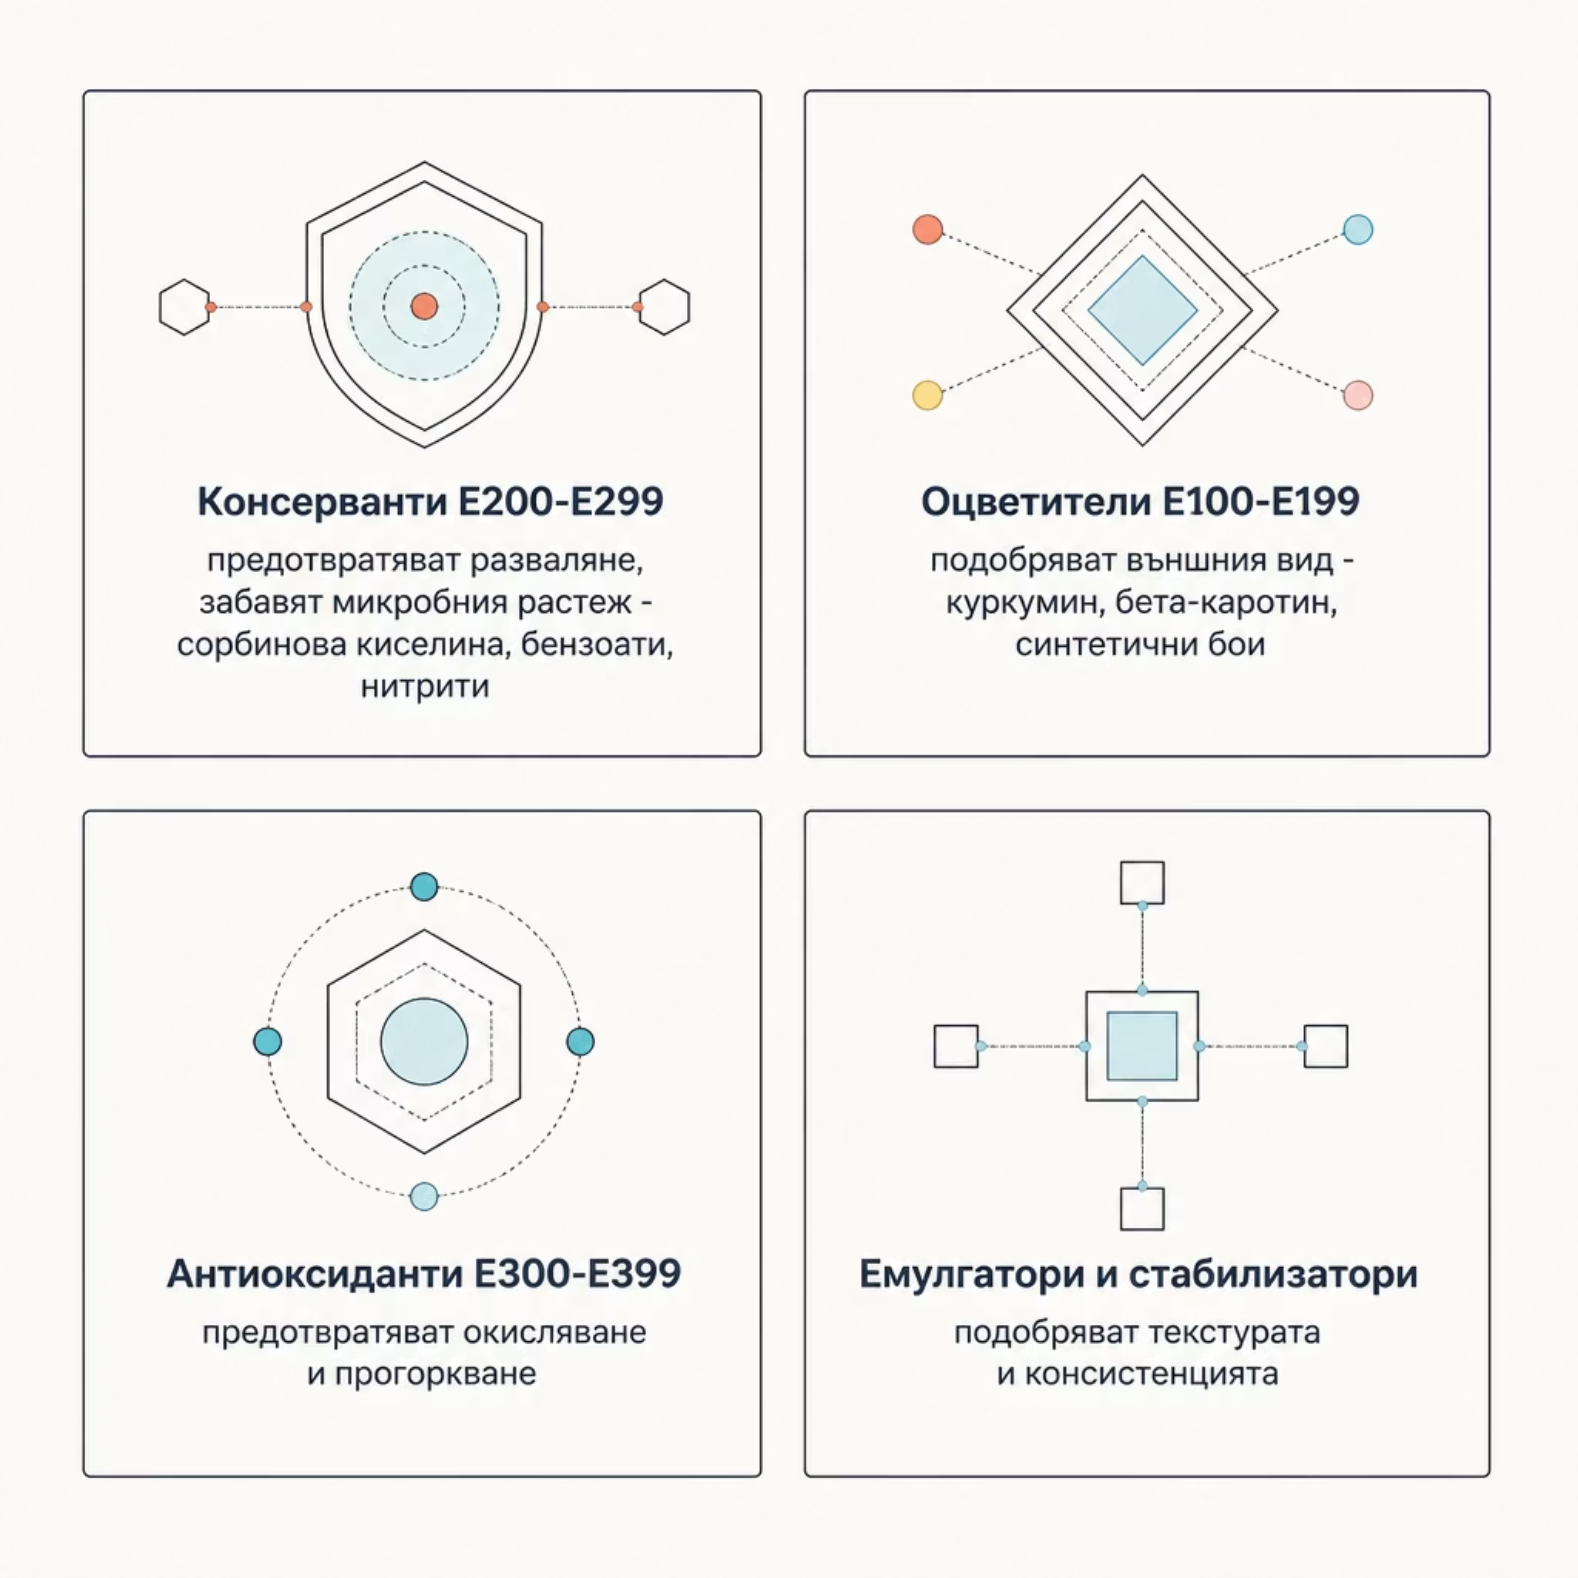 Консерванти E200-E299
предотвратяват разваляне,
забавят микробния растеж -
сорбинова киселина, бензоати,
нитрити
Оцветители E100-E199
подобряват външния вид -
куркумин, бета-каротин,
синтетични бои
Антиоксиданти E300-E399
предотвратяват окисляване
и прогоркване
Емулгатори и стабилизатори
подобряват текстурата
и консистенцията